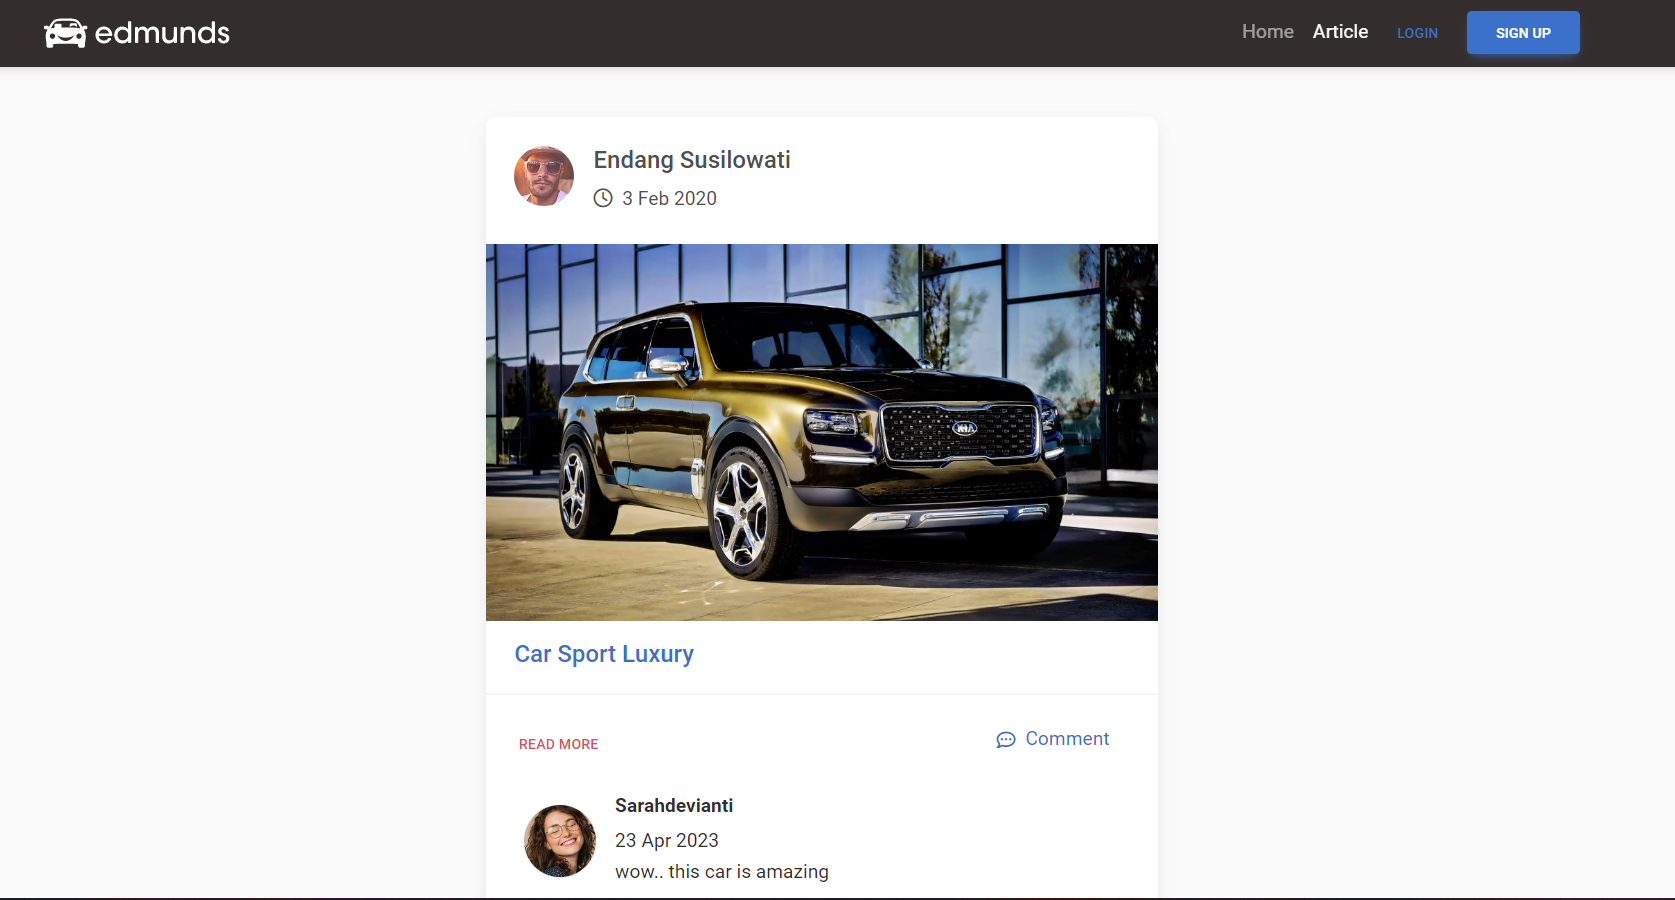 edmunds
Home Article LOGIN SIGN UP
Endang Susilowati
3 Feb 2020
KIA
Car Sport Luxury
READ MORE
Comment
Sarahdevianti
23 Apr 2023
wow.. this car is amazing